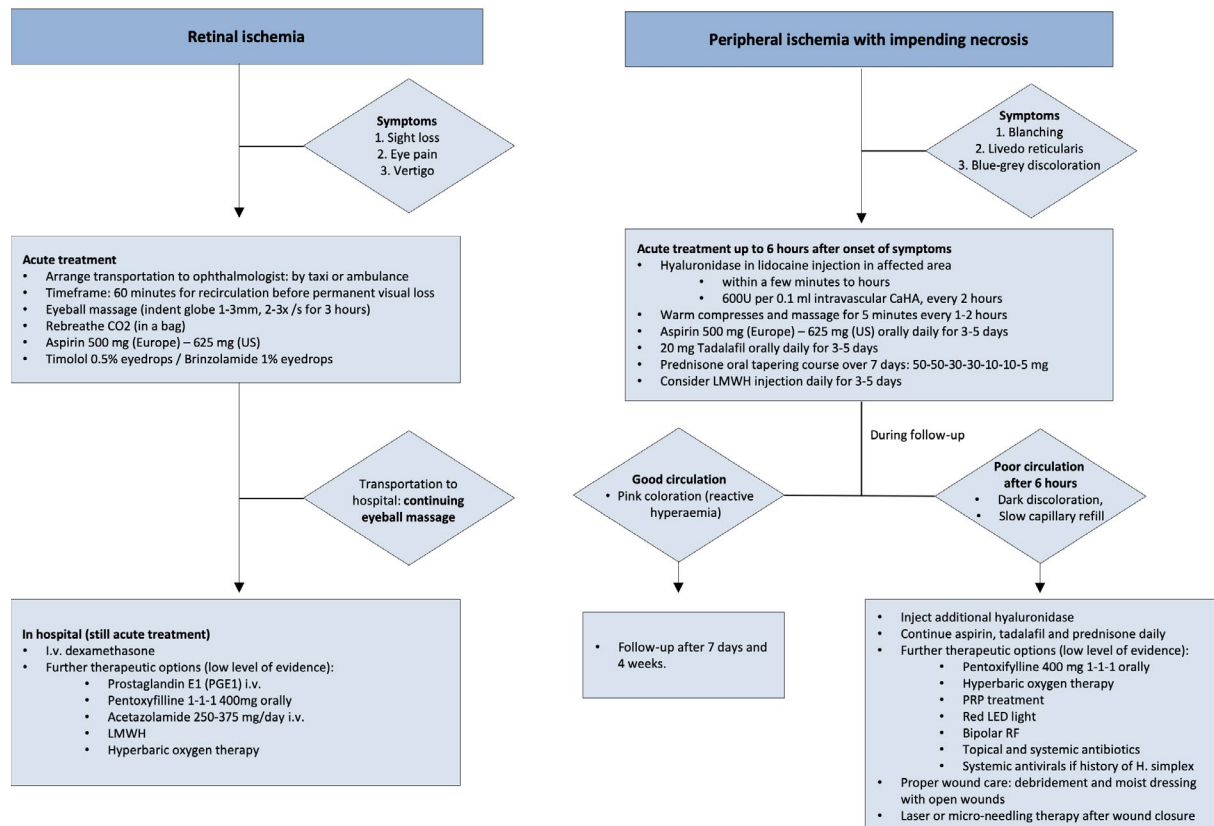 Retinal ischemia
Symptoms
1. Sight loss
2. Eye pain
3. Vertigo
Acute treatment
• Arrange transportation to ophthalmologist: by taxi or ambulance
• Timeframe: 60 minutes for recirculation before permanent visual loss
• Eyeball massage (indent globe 1-3mm, 2-3x /s for 3 hours)
• Rebreathe CO2 (in a bag)
• Aspirin 500 mg (Europe) – 625 mg (US)
• Timolol 0.5% eyedrops / Brinzolamide 1% eyedrops
Transportation to
hospital: continuing
eyeball massage
In hospital (still acute treatment)
• I.v. dexamethasone
• Further therapeutic options (low level of evidence):
• Prostaglandin E1 (PGE1) i.v.
• Pentoxyfilline 1-1-1 400mg orally
• Acetazolamide 250-375 mg/day i.v.
• LMWH
• Hyperbaric oxygen therapy
Peripheral ischemia with impending necrosis
Symptoms
1. Blanching
2. Livedo reticularis
3. Blue-grey discoloration
Acute treatment up to 6 hours after onset of symptoms
• Hyaluronidase in lidocaine injection in affected area
• within a few minutes to hours
• 600U per 0.1 ml intravascular CaHA, every 2 hours
• Warm compresses and massage for 5 minutes every 1-2 hours
• Aspirin 500 mg (Europe) – 625 mg (US) orally daily for 3-5 days
• 20 mg Tadalafil orally daily for 3-5 days
• Prednisone oral tapering course over 7 days: 50-50-30-30-10-10-5 mg
• Consider LMWH injection daily for 3-5 days
During follow-up
Good circulation
• Pink coloration (reactive
hyperaemia)
Poor circulation
after 6 hours
• Dark discoloration,
• Slow capillary refill
• Follow-up after 7 days and
4 weeks.
• Inject additional hyaluronidase
• Continue aspirin, tadalafil and prednisone daily
• Further therapeutic options (low level of evidence):
• Pentoxifylline 400 mg 1-1-1 orally
• Hyperbaric oxygen therapy
• PRP treatment
• Red LED light
• Bipolar RF
• Topical and systemic antibiotics
• Systemic antivirals if history of H. simplex
• Proper wound care: debridement and moist dressing
with open wounds
• Laser or micro-needling therapy after wound closure